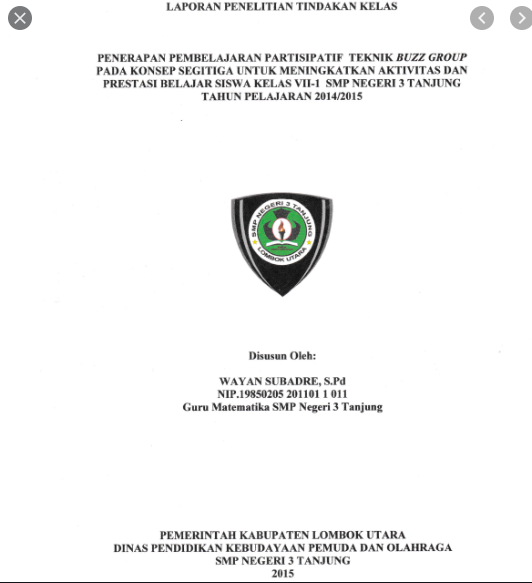 LAPORAN PENELITIAN TINDAKAN KELAS
PENERAPAN PEMBELAJARAN PARTISIPATIF TEKNIK BUZZ GROUP
PADA KONSEP SEGITIGA UNTUK MENINGKATKAN AKTIVITAS DAN
PRESTASI BELAJAR SISWA KELAS VII-1 SMP NEGERI 3 TANJUNG
TAHUN PELAJARAN 2014/2015
SMP NEGERI 3 TANJUNG
LOMBOK UTARA
Disusun Oleh:
WAYAN SUBADRE, S.Pd
NIP.19850205 201101 1 011
Guru Matematika SMP Negeri 3 Tanjung
PEMERINTAH KABUPATEN LOMBOK UTARA
DINAS PENDIDIKAN KEBUDAYAAN PEMUDA DAN OLAHRAGA
SMP NEGERI 3 TANJUNG
2015